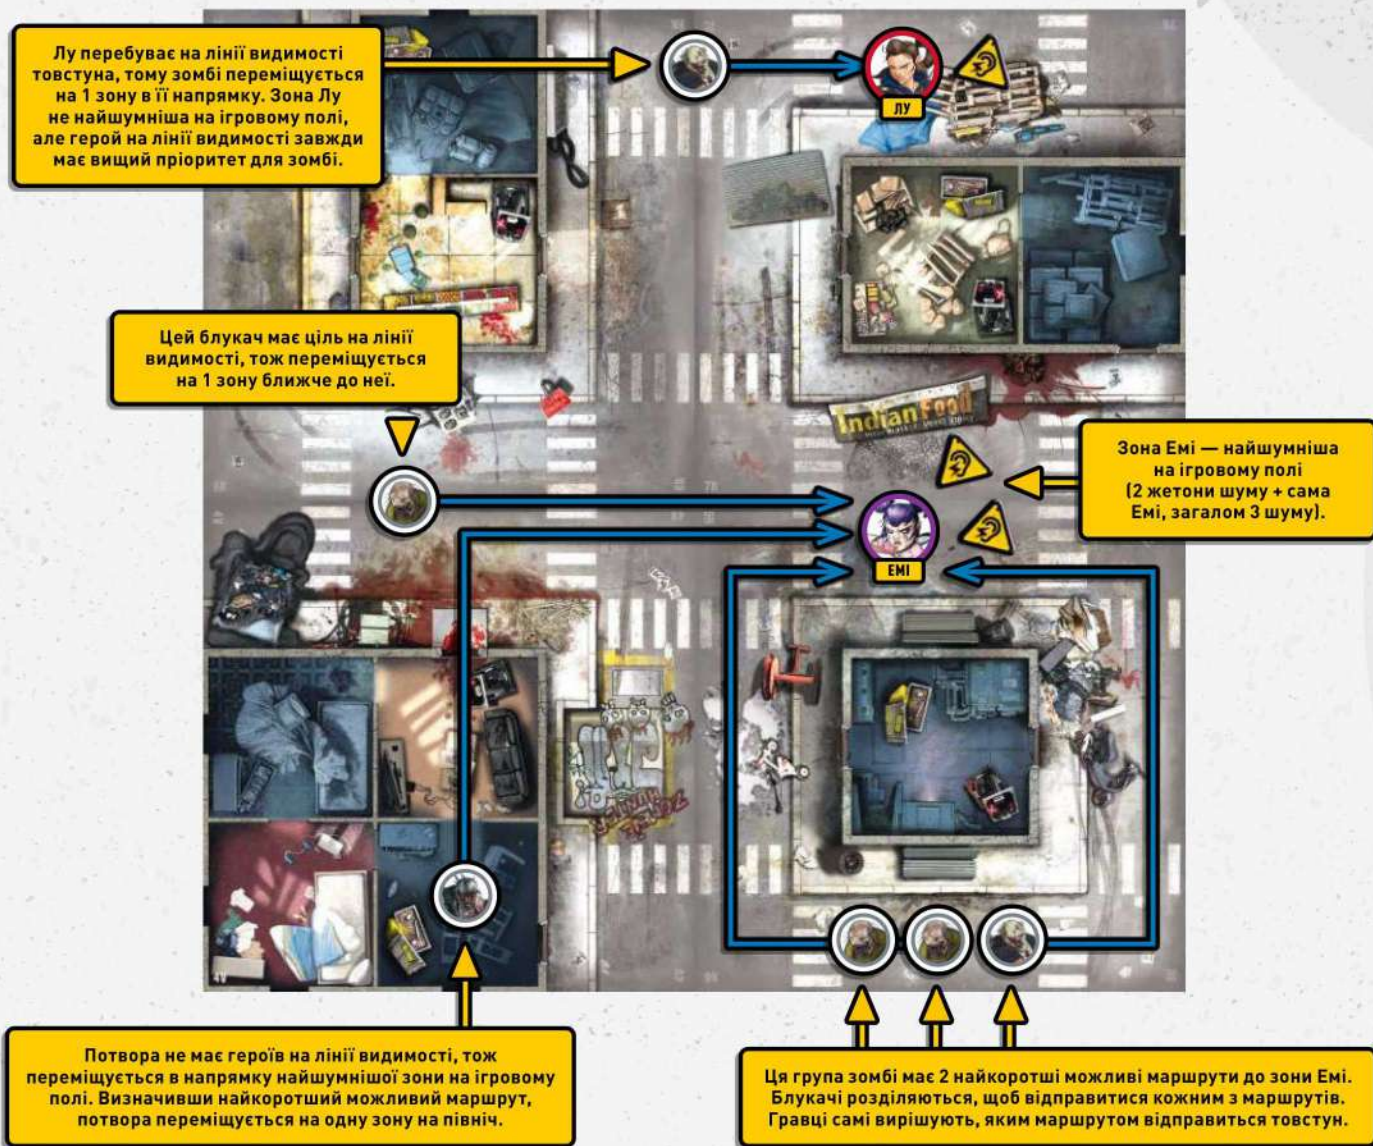 Лу перебуває на лінії видимості
товстуна, тому зомбі переміщується
на 1 зону в її напрямку. Зона Лу
не найшумніша на ігровому полі,
але герой на лінії видимості завжди
має вищий пріоритет для зомбі.
ЛУ
Цей блукач має ціль на лінії
видимості, тож переміщується
на 1 зону ближче до неї.
Indian Food
Зона Емі — найшумніша
на ігровому полі
(2 жетони шуму + сама
Емі, загалом 3 шуму).
ЕМІ
Потвора не має героїв на лінії видимості, тож
переміщується в напрямку найшумнішої зони на ігровому
полі. Визначивши найкоротший можливий маршрут,
потвора переміщується на одну зону на північ.
Ця група зомбі має 2 найкоротші можливі маршрути до зони Емі.
Блукачі розділяються, щоб відправитися кожним з маршрутів.
Гравці самі вирішують, яким маршрутом відправиться товстун.